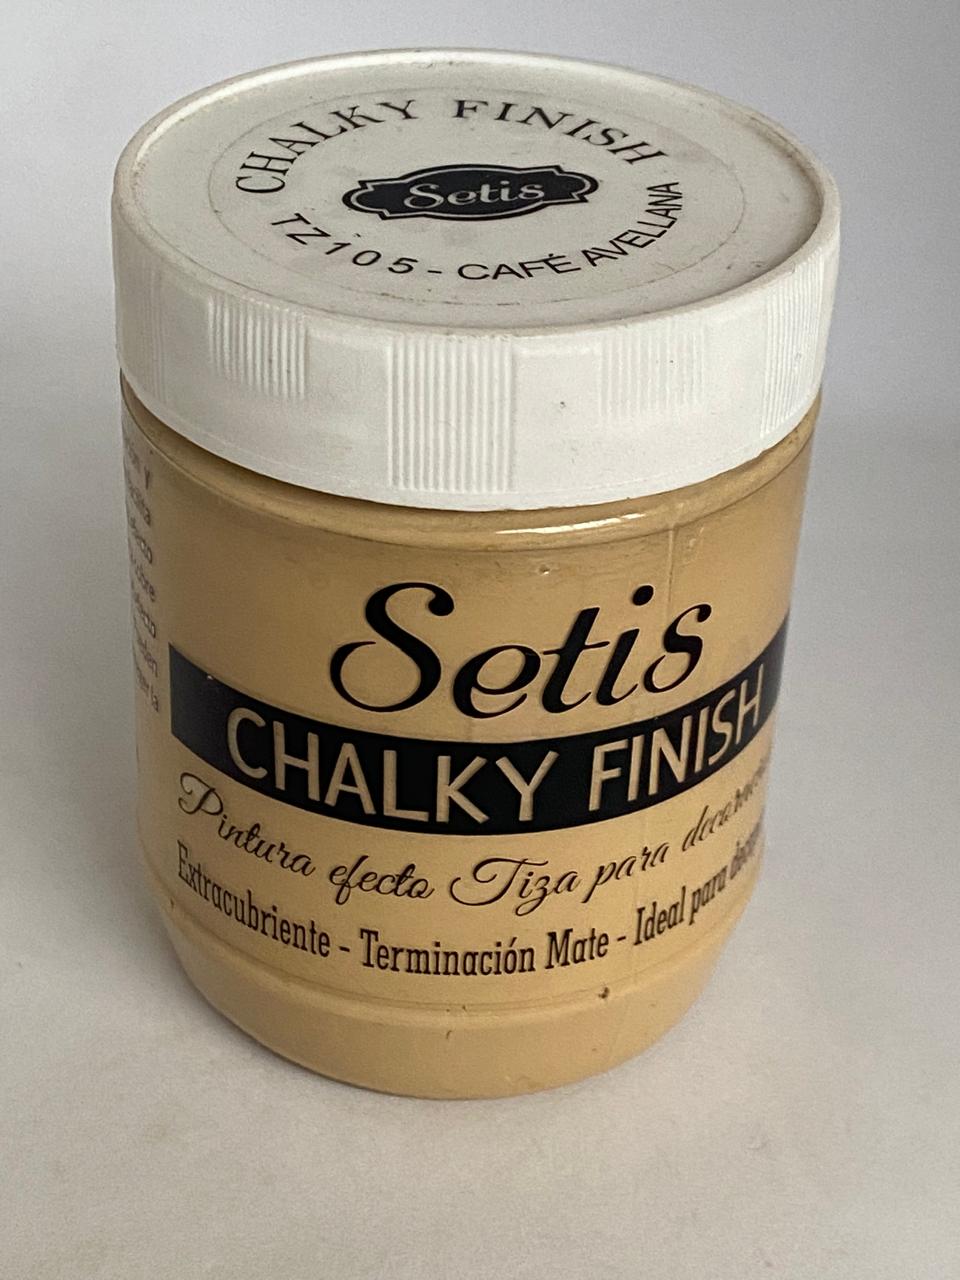 CHALKY FINISH
Setis
TZ105 - CAFÉ AVELLANA
Setis
CHALKY FINISH
Pintura efecto Tiza para
Extracubriente - Terminación Mate - Ideal para